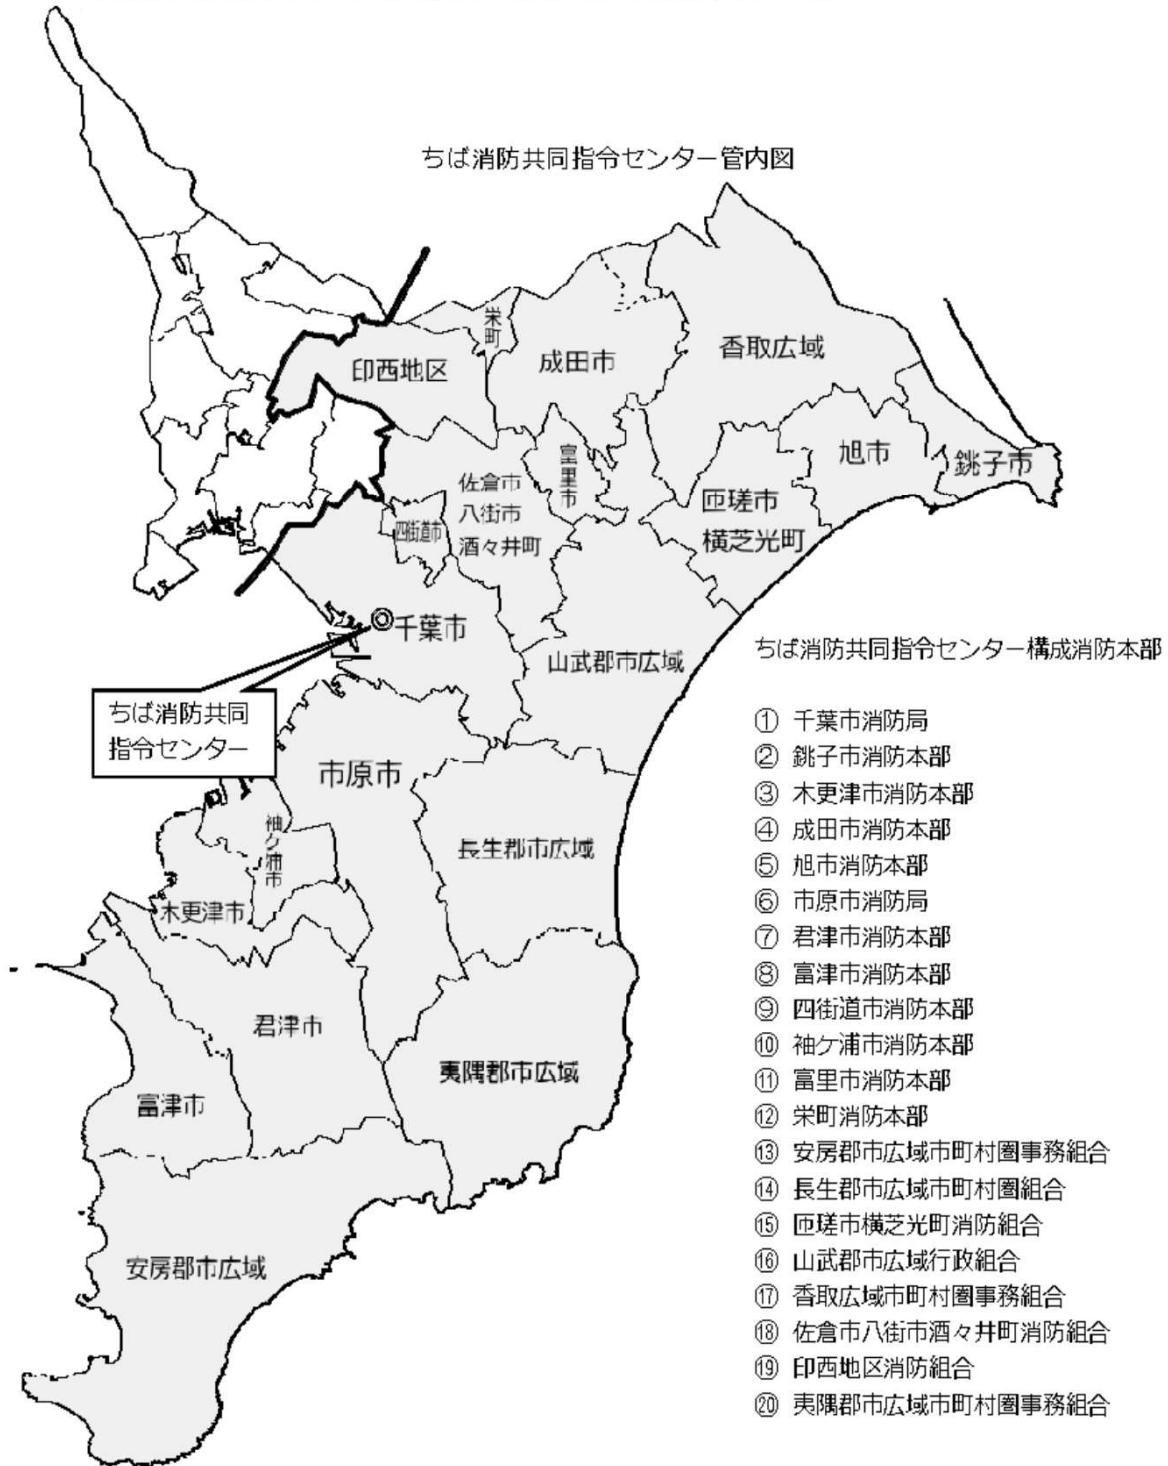 ちば消防共同指令センター管内図
栄町
印西地区
成田市
香取広域
富里市
旭市
銚子市
佐倉市
八街市
酒々井町
四街道市
匝瑳市
横芝光町
千葉市
山武郡市広域
ちば消防共同
指令センター
市原市
袖ケ浦市
長生郡市広域
木更津市
君津市
夷隅郡市広域
富津市
安房郡市広域
ちば消防共同指令センター構成消防本部
① 千葉市消防局
② 銚子市消防本部
③ 木更津市消防本部
④ 成田市消防本部
⑤ 旭市消防本部
⑥ 市原市消防局
⑦ 君津市消防本部
⑧ 富津市消防本部
⑨ 四街道市消防本部
⑩ 袖ケ浦市消防本部
⑪ 富里市消防本部
⑫ 栄町消防本部
⑬ 安房郡市広域市町村圏事務組合
⑭ 長生郡市広域市町村圏組合
⑮ 匝瑳市横芝光町消防組合
⑯ 山武郡市広域行政組合
⑰ 香取広域市町村圏事務組合
⑱ 佐倉市八街市酒々井町消防組合
⑲ 印西地区消防組合
⑳ 夷隅郡市広域市町村圏事務組合